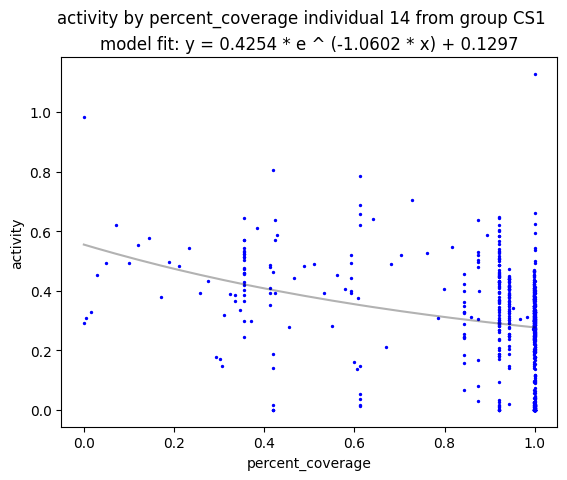 activity by percent_coverage individual 14 from group CS1
model fit: y = 0.4254 * e ^ (-1.0602 * x) + 0.1297
activity
1.0
0.8
0.6
0.4
0.2
0.0
0.0 0.2 0.4 0.6 0.8 1.0
percent_coverage